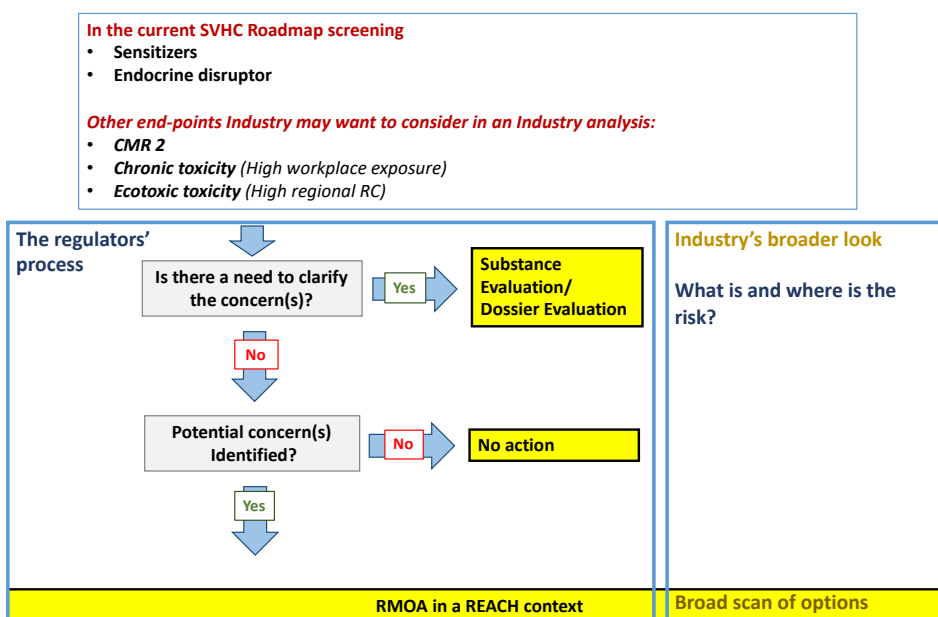 In the current SVHC Roadmap screening
• Sensitizers
• Endocrine disruptor
Other end-points Industry may want to consider in an Industry analysis:
• CMR 2
• Chronic toxicity (High workplace exposure)
• Ecotoxic toxicity (High regional RC)
The regulators'
process
Is there a need to clarify
the concern(s)?
Yes
Substance
Evaluation/
Dossier Evaluation
No
Potential concern(s)
Identified?
No
No action
Yes
RMOA in a REACH context
Industry's broader look
What is and where is the
risk?
Broad scan of options